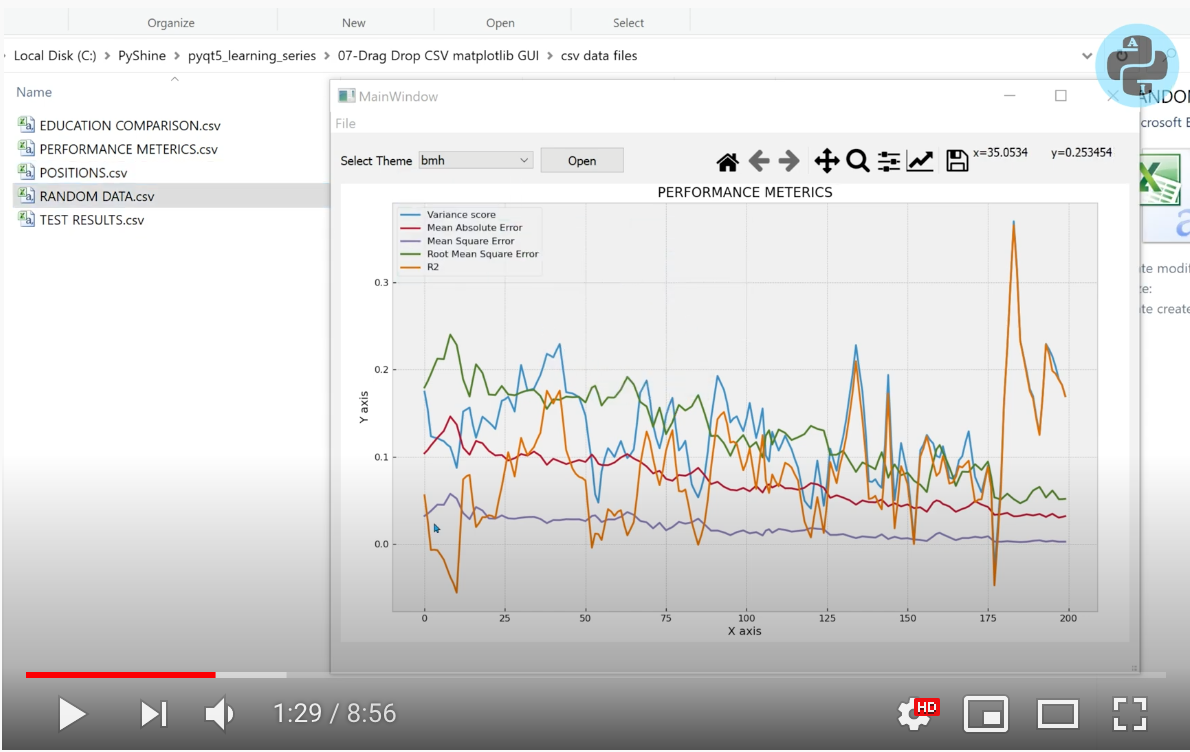 Organize New Open Select
Local Disk (C:) > PyShine > pyqt5_learning_series > 07-Drag Drop CSV matplotlib GUI > csv data files
Name
EDUCATION COMPARISON.csv
PERFORMANCE METERICS.csv
POSITIONS.csv
RANDOM DATA.csv
TEST RESULTS.csv
MainWindow
File
Select Theme bmh Open
x=35.0534 y=0.253454
PERFORMANCE METERICS
Variance score
Mean Absolute Error
Mean Square Error
Root Mean Square Error
R2
0.3
0.2
0.1
0.0
Y axis
0 25 50 75 100 125 150 175 200
X axis
A
I
ANDOM
crosoft E
a
te modif
ze:
te create
1:29 / 8:56
HD